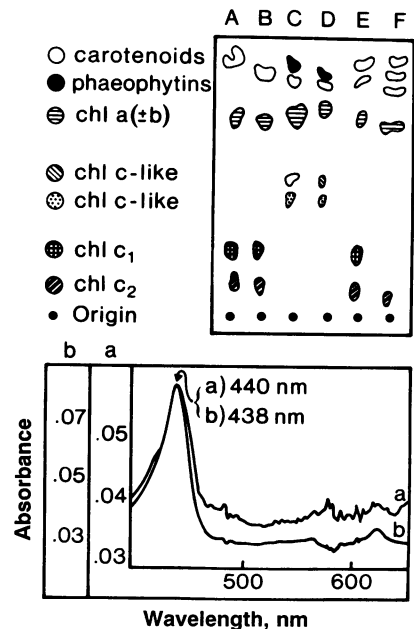 A B C D E F
carotenoids
phaeophytins
chl a(±b)
chl c-like
chl c-like
chl c₁
chl c₂
Origin
b a
a) 440 nm
b) 438 nm
.07
.05
.03
.05
.04
.03
a
b
Absorbance
500 600
Wavelength, nm